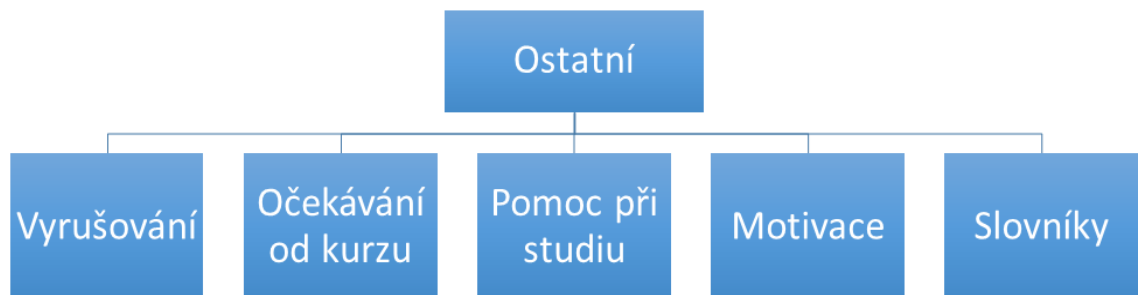 Ostatní
Vyrušování
Očekávání
od kurzu
Pomoc při
studiu
Motivace
Slovníky